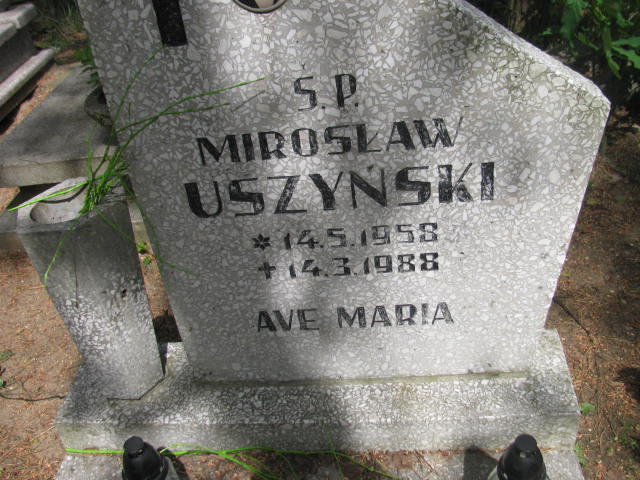 Ś.P.
MIROSŁAW
USZYŃSKI
* 14.5.1958
+ 14.3.1988
AVE MARIA